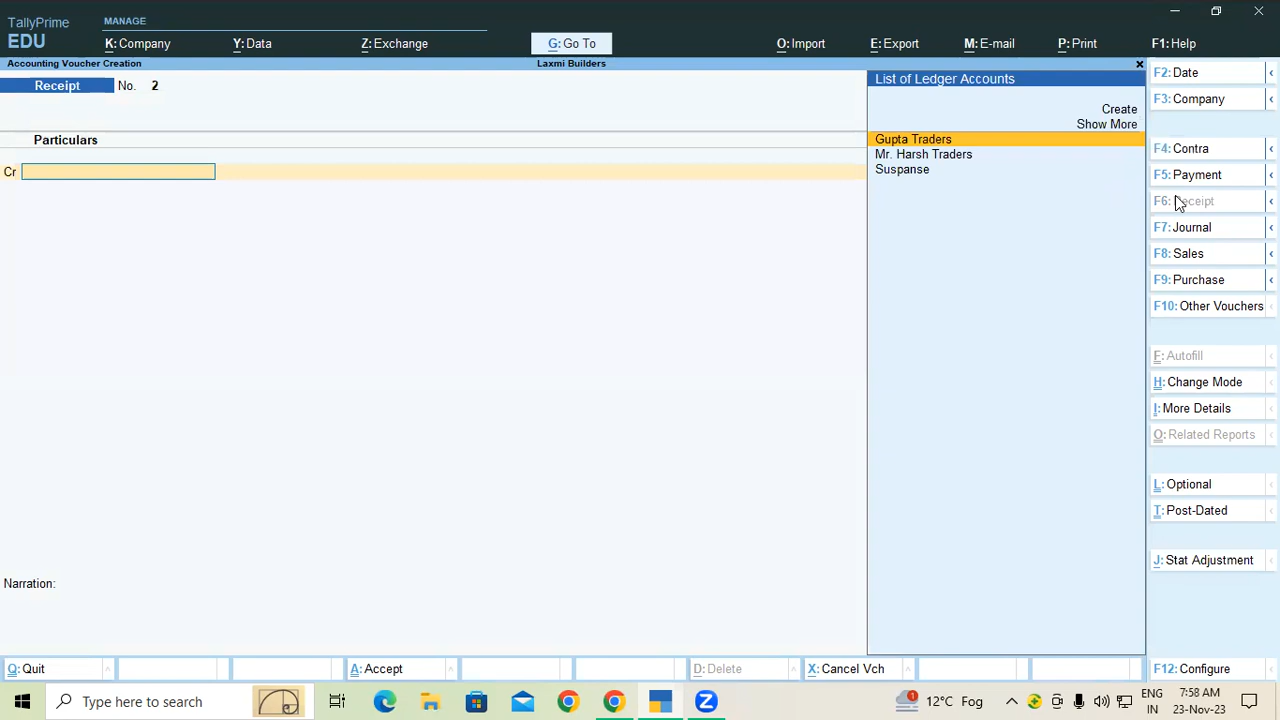 TallyPrime
EDU
MANAGE
K: Company
Y: Data
Z: Exchange
G: Go To
O: Import
E: Export
M: E-mail
P: Print
F1: Help
Accounting Voucher Creation
Laxmi Builders
Receipt No. 2
Particulars
Cr
Narration:
List of Ledger Accounts
Create
Show More
Gupta Traders
Mr. Harsh Traders
Suspanse
F2: Date
F3: Company
F4: Contra
F5: Payment
F6: Receipt
F7: Journal
F8: Sales
F9: Purchase
F10: Other Vouchers
F: Autofill
H: Change Mode
I: More Details
O: Related Reports
L: Optional
T: Post-Dated
J: Stat Adjustment
Q: Quit
A: Accept
D: Delete
X: Cancel Vch
F12: Configure
Type here to search
1
12°C Fog
ENG
IN
7:58 AM
23-Nov-23